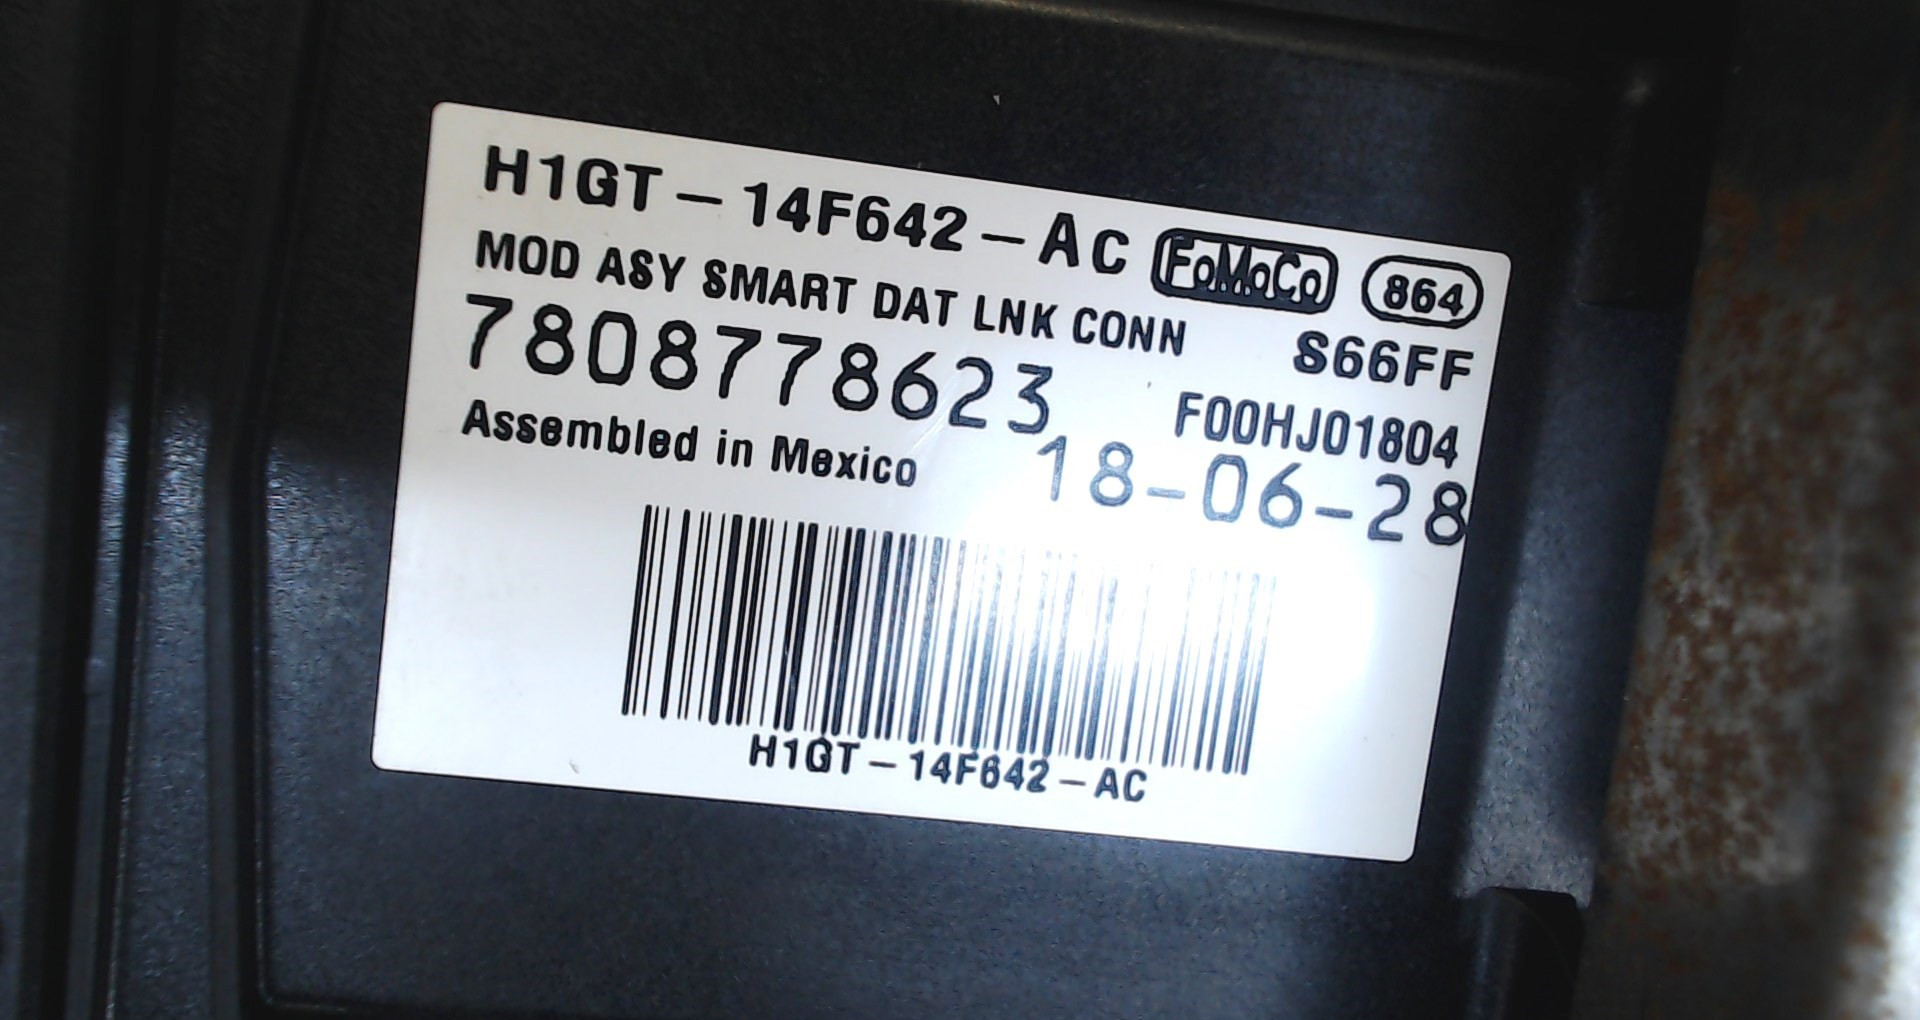 H1GT-14F642-AC FoMoCo 864
MOD ASY SMART DAT LNK CONN S66FF
7808778623 F00HJ01804
Assembled in Mexico 18-06-28
H1GT-14F642-AC